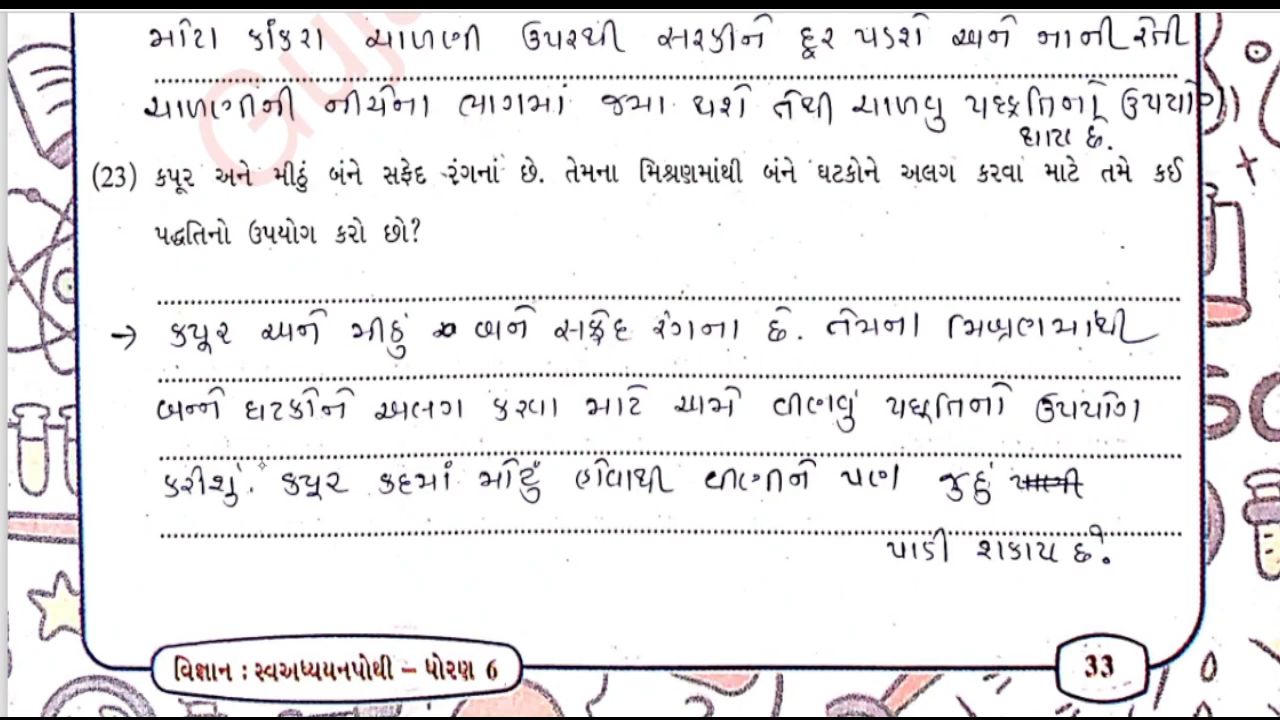 મોટા કાંકરા ચાળણી ઉપરથી સરકીને દૂર પડશે અને નાની રેતી
ચાળણીની નીચેના ભાગમાં જમા થશે તેથી ચાળવુ પદ્ધતિનો ઉપયોગ
થાય છે.
(23) કપૂર અને મીઠું બંને સફેદ રંગનાં છે. તેમના મિશ્રણમાંથી બંને ઘટકોને અલગ કરવા માટે તમે કઈ
પદ્ધતિનો ઉપયોગ કરો છો?
→ કપૂર અને મીઠું બંને સફેદ રંગના છે. તેમના મિશ્રણમાંથી
બન્ને ઘટકોને અલગ કરવા માટે અમે વીણવું પદ્ધતિનો ઉપયોગ
કરીશું. કપૂર કદમાં મોટું હોવાથી વીણીને પણ જુદું
પાડી શકાય છે.
વિજ્ઞાન : સ્વઅધ્યયનપોથી – ધોરણ 6
33